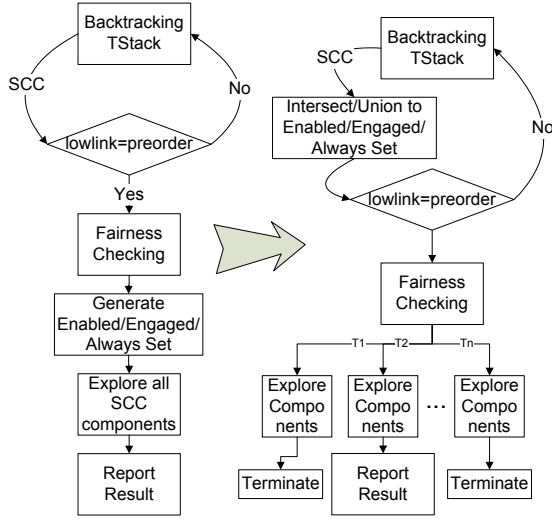 Backtracking
TStack
SCC
No
lowlink=preorder
Yes
Fairness
Checking
Generate
Enabled/Engaged/
Always Set
Explore all
SCC
components
Report
Result
Backtracking
TStack
SCC
Intersect/Union to
Enabled/Engaged/
Always Set
No
lowlink=preorder
Fairness
Checking
T1
T2
Tn
Explore
Compo
nents
Explore
Compo
nents
...
Explore
Compo
nents
Terminate
Report
Result
Terminate